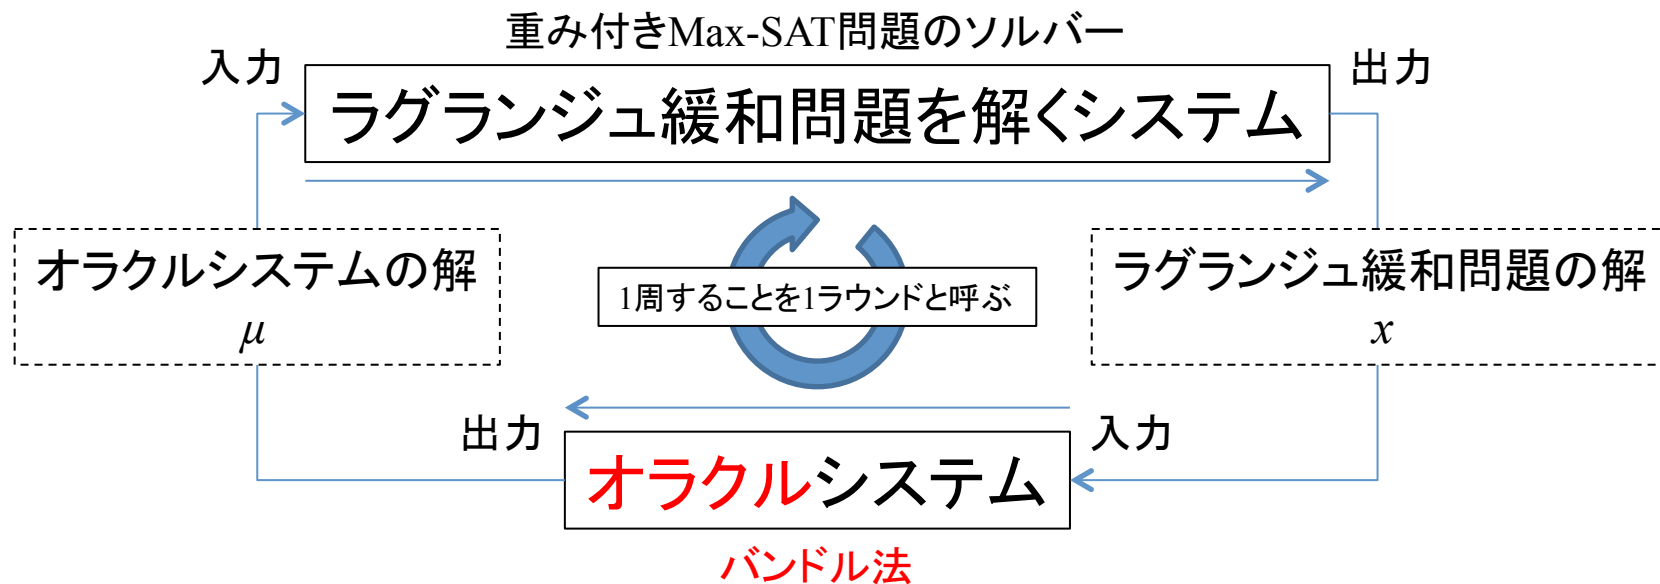 重み付きMax-SAT問題のソルバー
入力
出力
ラグランジュ緩和問題を解くシステム
オラクルシステムの解
μ
1周することを1ラウンドと呼ぶ
ラグランジュ緩和問題の解
x
出力
入力
オラクルシステム
バンドル法